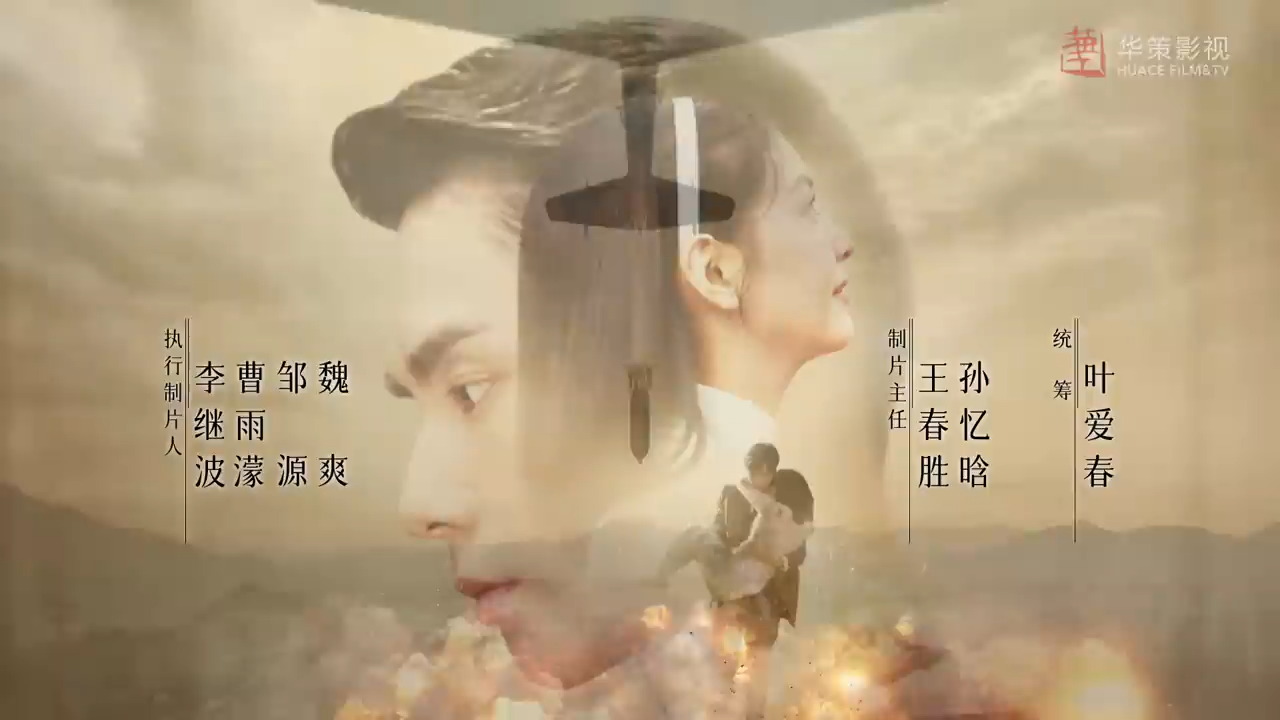 华策影视
HUACE FILM&TV
执行制片人
李继波
曹雨濛
邹源
魏爽
制片主任
王春胜
孙忆晗
统筹
叶爱春